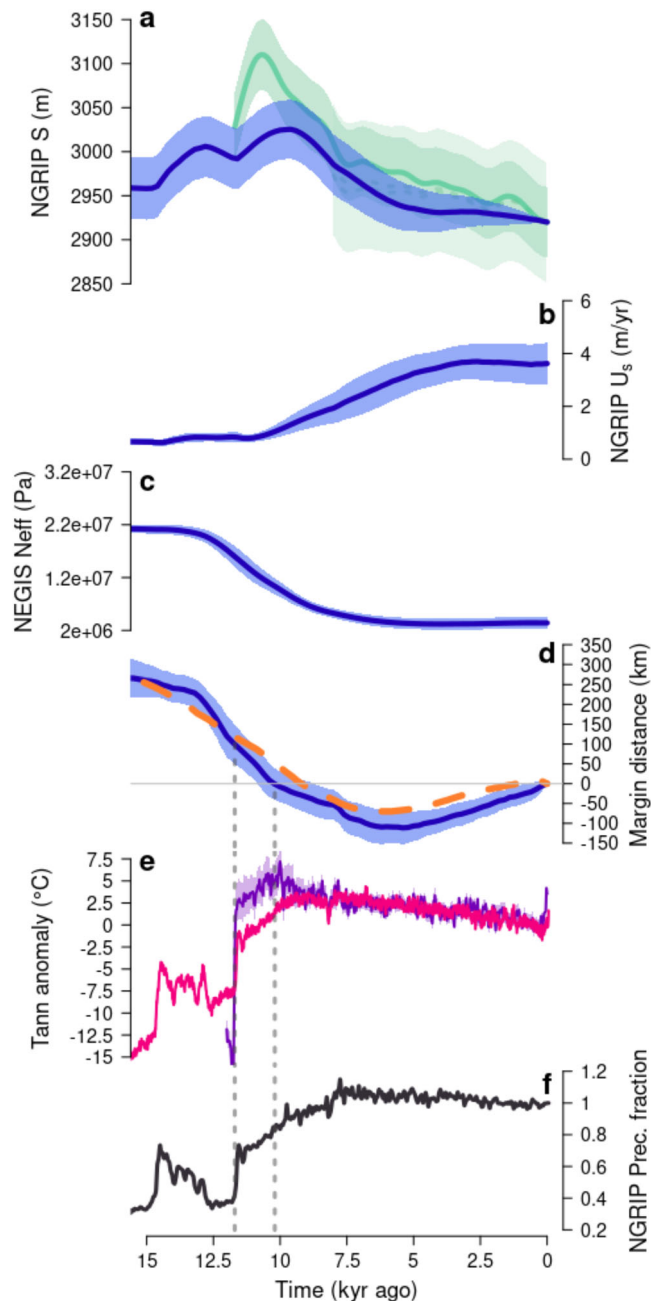 a
3150
3100
3050
3000
2950
2900
2850
NGRIP S (m)
b
6
4
2
0
NGRIP Us (m/yr)
c
3.2e+07
2.2e+07
1.2e+07
2e+06
NEGIS Neff (Pa)
d
350
300
250
200
150
100
50
0
-50
-100
-150
Margin distance (km)
e
7.5
5
2.5
0
-2.5
-5
-7.5
-10
-12.5
-15
Tann anomaly (°C)
f
1.2
1
0.8
0.6
0.4
0.2
NGRIP Prec. fraction
15 12.5 10 7.5 5 2.5 0
Time (kyr ago)